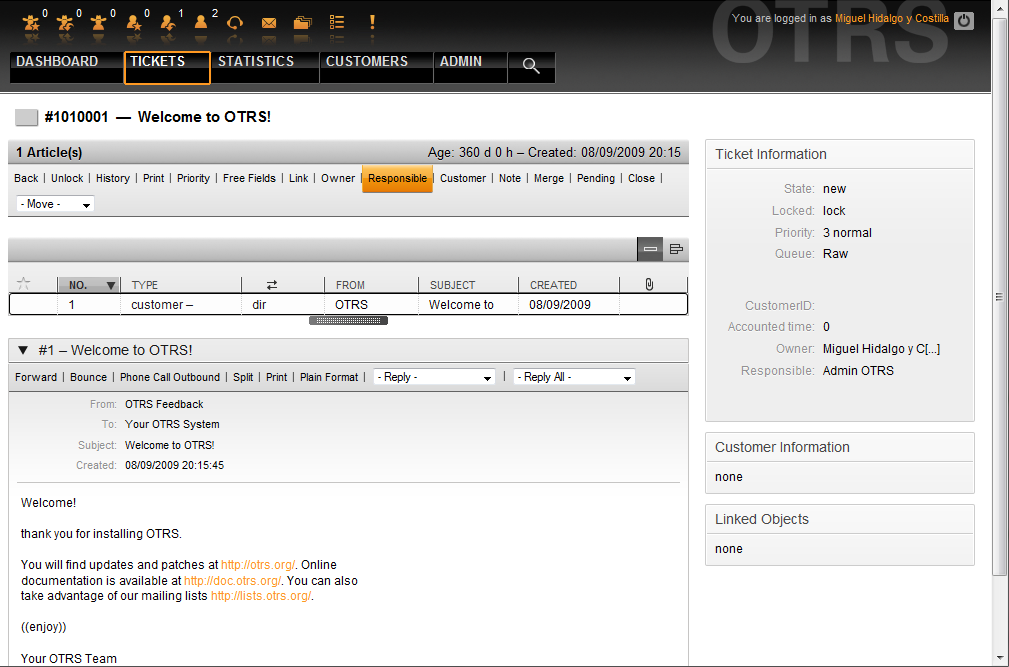 0 0 0 0 1 2
You are logged in as Miguel Hidalgo y Costilla
OTRS
DASHBOARD TICKETS STATISTICS CUSTOMERS ADMIN
#1010001 — Welcome to OTRS!
1 Article(s) Age: 360 d 0 h – Created: 08/09/2009 20:15
Back | Unlock | History | Print | Priority | Free Fields | Link | Owner | Responsible | Customer | Note | Merge | Pending | Close |
- Move -
NO. TYPE FROM SUBJECT CREATED
1 customer – dir OTRS Welcome to 08/09/2009
#1 – Welcome to OTRS!
Forward | Bounce | Phone Call Outbound | Split | Print | Plain Format | - Reply - | - Reply All -
From: OTRS Feedback
To: Your OTRS System
Subject: Welcome to OTRS!
Created: 08/09/2009 20:15:45
Welcome!
thank you for installing OTRS.
You will find updates and patches at http://otrs.org/. Online
documentation is available at http://doc.otrs.org/. You can also
take advantage of our mailing lists http://lists.otrs.org/.
((enjoy))
Your OTRS Team
Ticket Information
State: new
Locked: lock
Priority: 3 normal
Queue: Raw
CustomerID:
Accounted time: 0
Owner: Miguel Hidalgo y C[...]
Responsible: Admin OTRS
Customer Information
none
Linked Objects
none